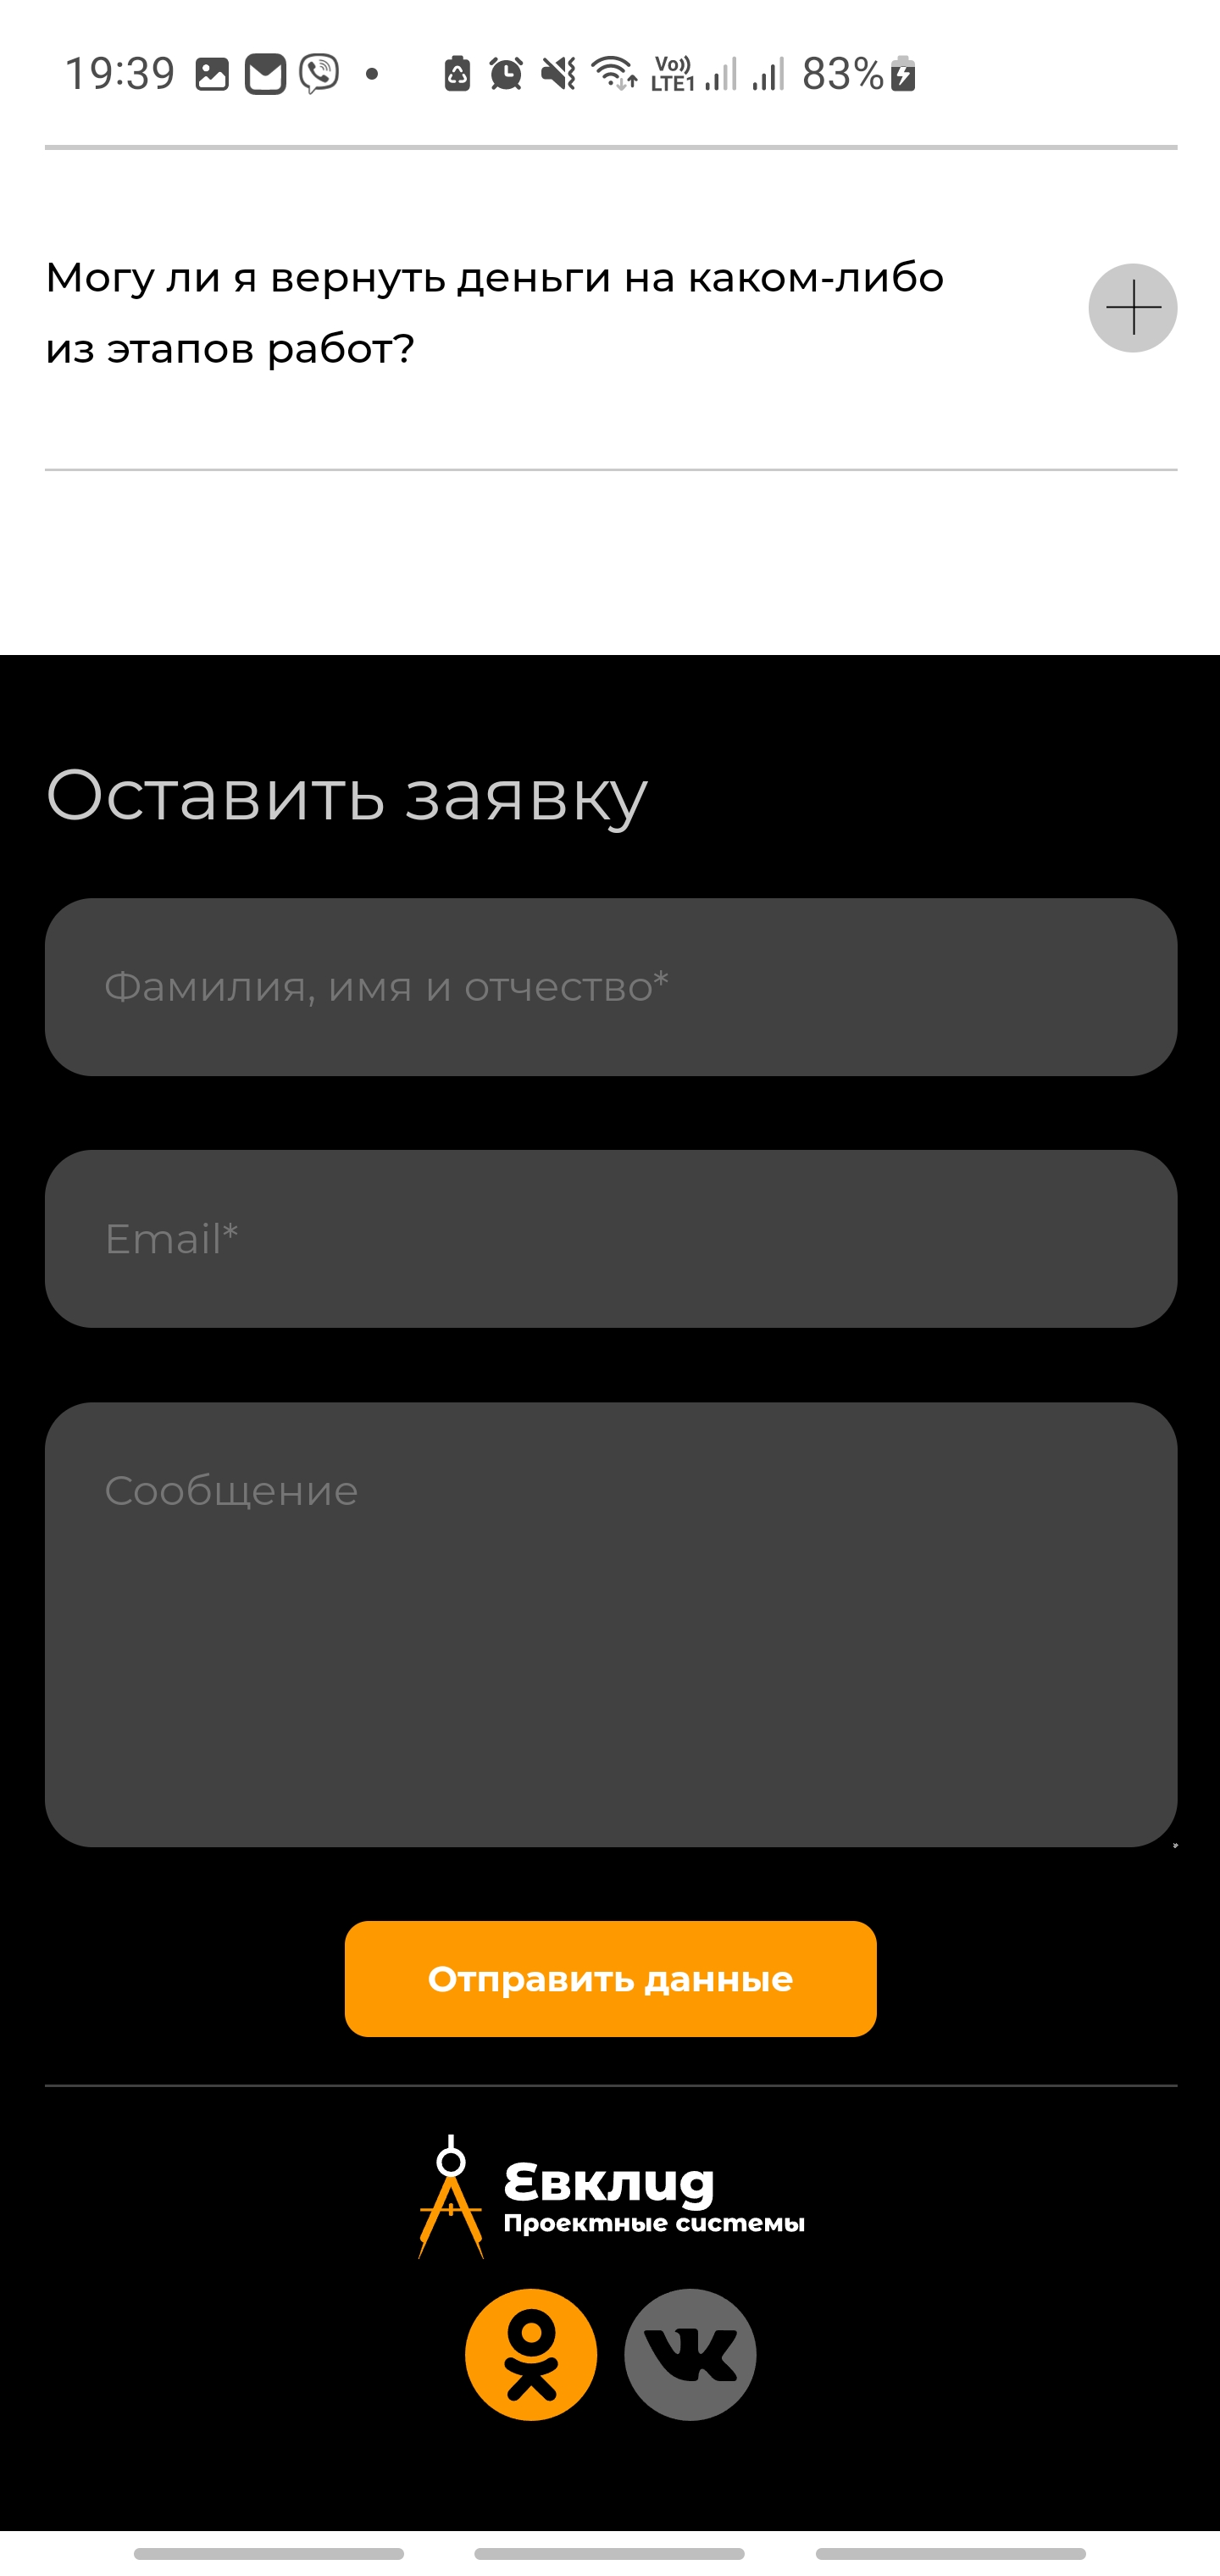 19:39
Vo)) LTE1
83%
Могу ли я вернуть деньги на каком-либо
из этапов работ?
Оставить заявку
Фамилия, имя и отчество*
Email*
Сообщение
Отправить данные
Евклид
Проектные системы